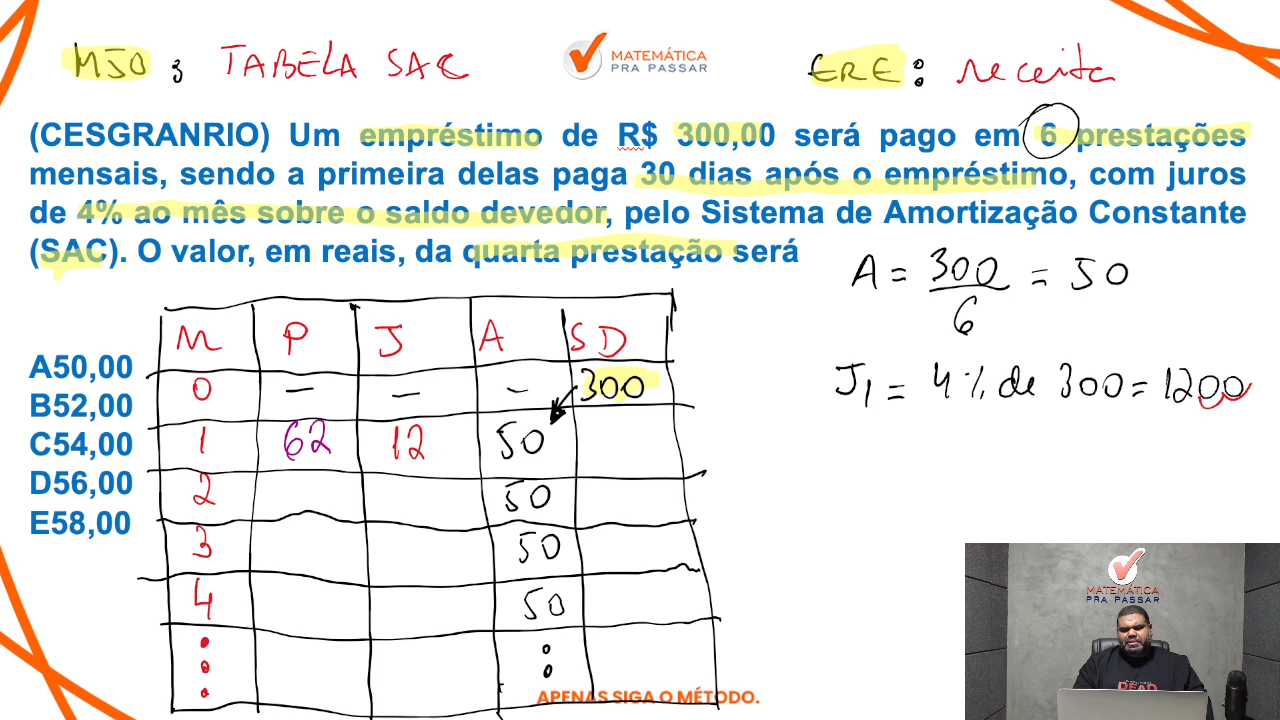 MJO : TABELA SAC
MATEMÁTICA
PRA PASSAR
ERE : receita
(CESGRANRIO) Um empréstimo de R$ 300,00 será pago em 6 prestações
mensais, sendo a primeira delas paga 30 dias após o empréstimo, com juros
de 4% ao mês sobre o saldo devedor, pelo Sistema de Amortização Constante
(SAC). O valor, em reais, da quarta prestação será
A = 300/6 = 50
J1 = 4% de 300 = 1200
A50,00
B52,00
C54,00
D56,00
E58,00
M P J A SD
0 - - - 300
1 62 12 50
2 50
3 50
4 50
APENAS SIGA O MÉTODO.
MATEMÁTICA
PRA PASSAR